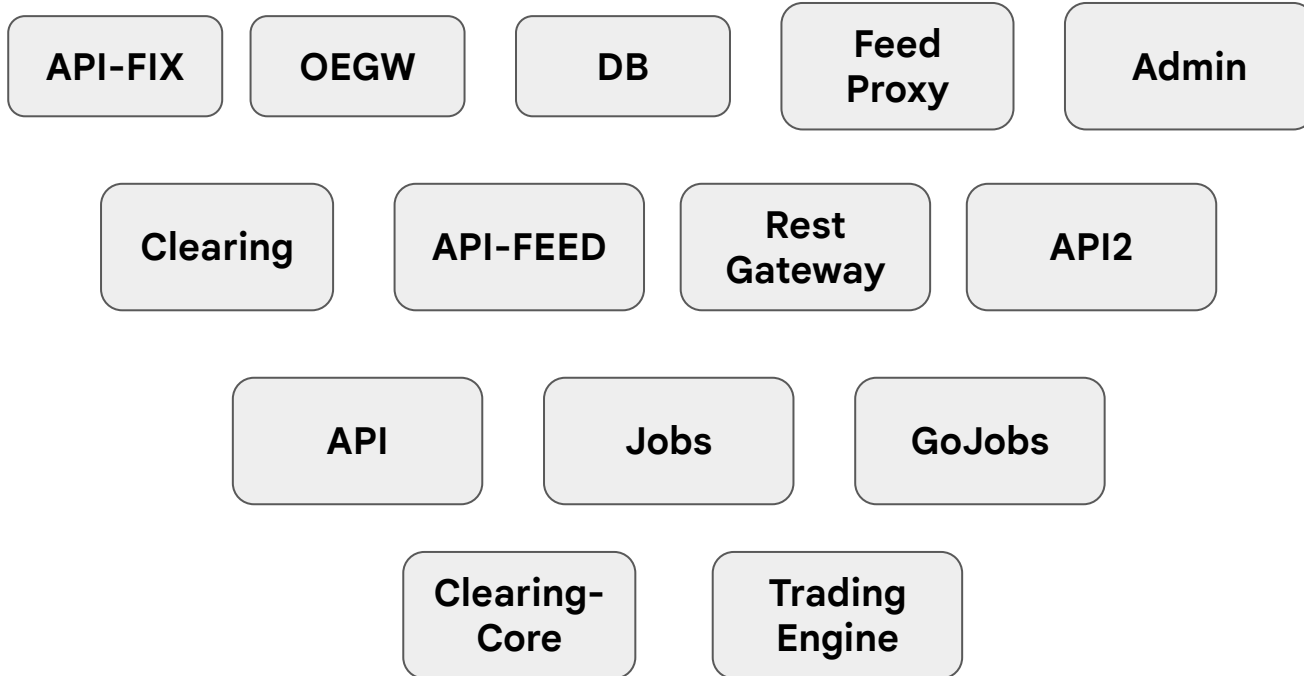 API-FIX
OEGW
DB
Feed
Proxy
Admin
Clearing
API-FEED
Rest
Gateway
API2
API
Jobs
GoJobs
Clearing-
Core
Trading
Engine